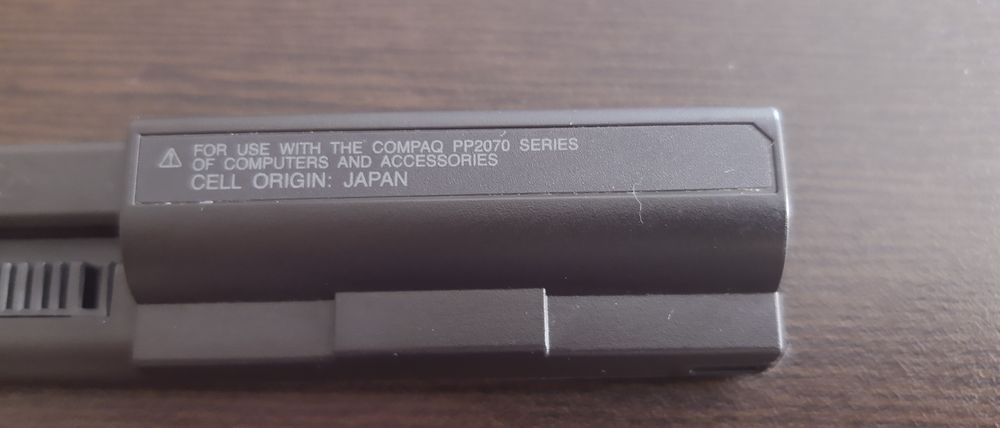 FOR USE WITH THE COMPAQ PP2070 SERIES
OF COMPUTERS AND ACCESSORIES
CELL ORIGIN: JAPAN